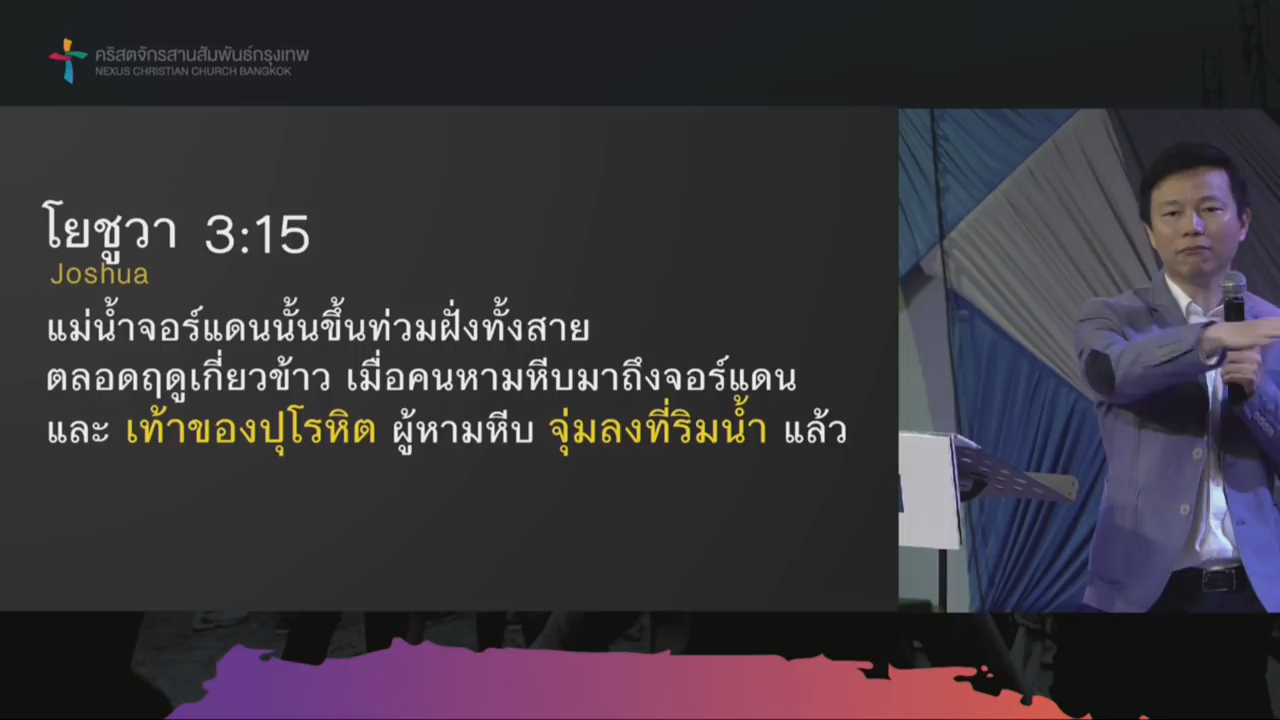 คริสตจักรสานสัมพันธ์กรุงเทพ
NEXUS CHRISTIAN CHURCH BANGKOK
โยชูวา 3:15
Joshua
แม่น้ำจอร์แดนนั้นขึ้นท่วมฝั่งทั้งสาย
ตลอดฤดูเกี่ยวข้าว เมื่อคนหามหีบมาถึงจอร์แดน
และ เท้าของปุโรหิต ผู้หามหีบ จุ่มลงที่ริมน้ำ แล้ว